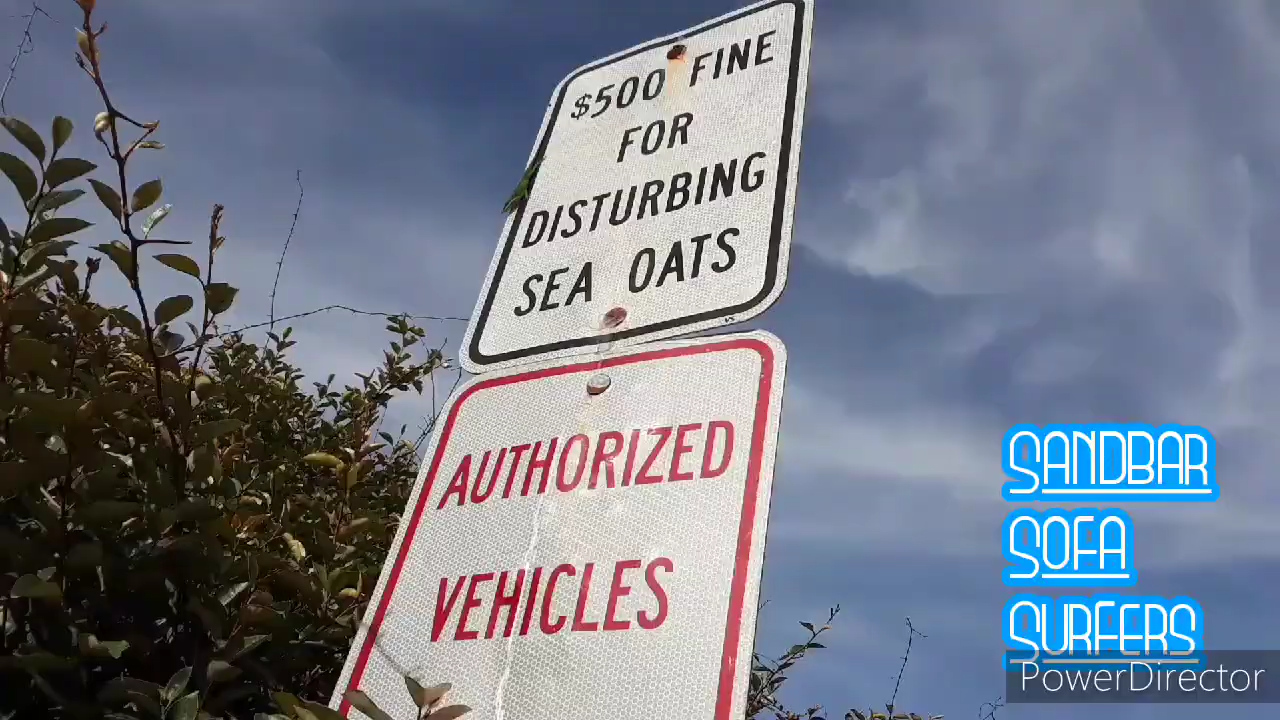 $500 FINE
FOR
DISTURBING
SEA OATS
AUTHORIZED
VEHICLES
SANDBAR
SOFA
SURFERS
PowerDirector